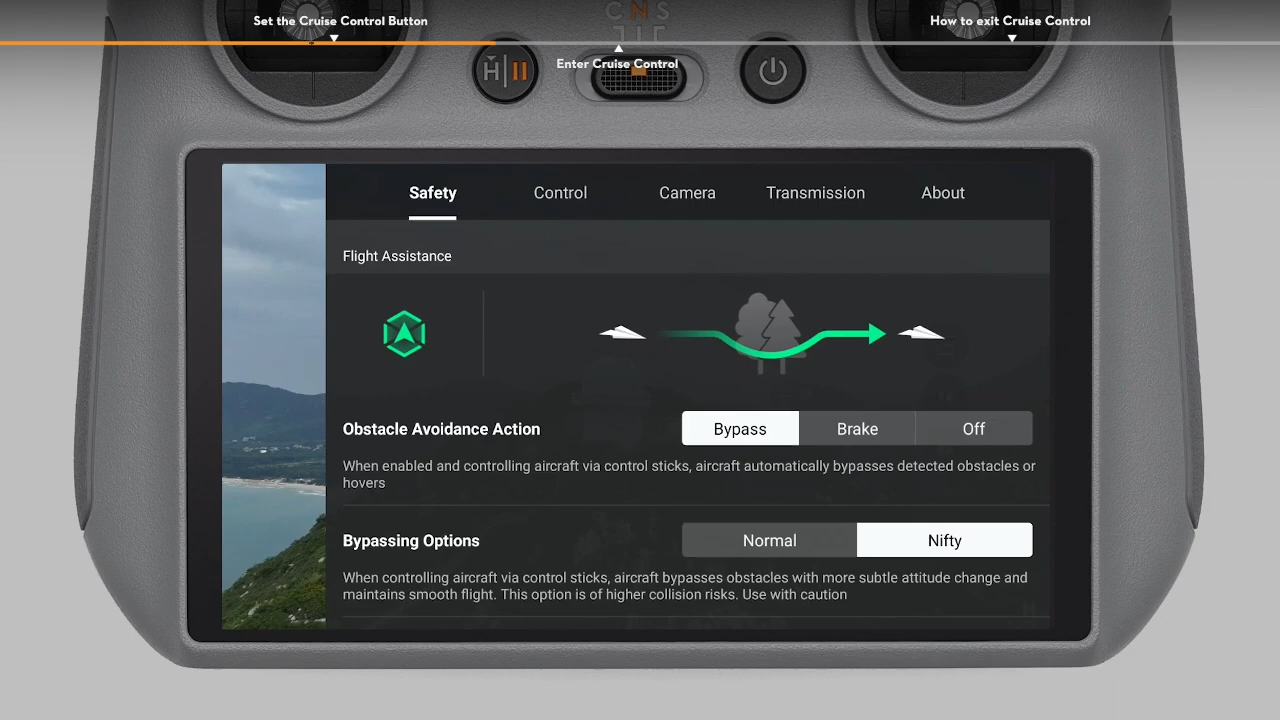 Set the Cruise Control Button
How to exit Cruise Control
C N S
Enter Cruise Control
H
Safety
Control
Camera
Transmission
About
Flight Assistance
Obstacle Avoidance Action
Bypass
Brake
Off
When enabled and controlling aircraft via control sticks, aircraft automatically bypasses detected obstacles or
hovers
Bypassing Options
Normal
Nifty
When controlling aircraft via control sticks, aircraft bypasses obstacles with more subtle attitude change and
maintains smooth flight. This option is of higher collision risks. Use with caution